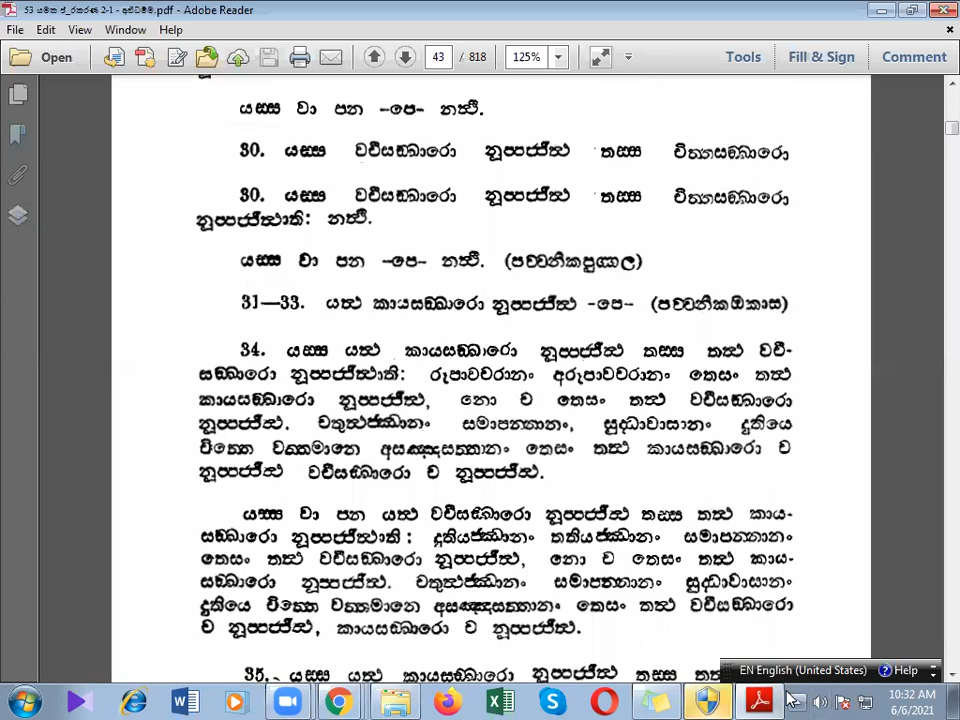 53 යමක ප්‍රකරණ 2-1 - අභිධම්ම.pdf - Adobe Reader
File Edit View Window Help
Open 43 / 818 125% Tools Fill & Sign Comment
යස්ස වා පන -පෙ- නත්ථි.
30. යස්ස වචීසඞ්ඛාරො නුප්පජ්ජිත්ථ තස්ස චිත්තසඞ්ඛාරො
30. යස්ස වචීසඞ්ඛාරො නුප්පජ්ජිත්ථ තස්ස චිත්තසඞ්ඛාරො
නුප්පජ්ජිත්ථාති: නත්ථි.
යස්ස වා පන -පෙ- නත්ථි. (පච්චනීකපුග්ගල)
31—33. යත්ථ කායසඞ්ඛාරො නුප්පජ්ජිත්ථ -පෙ- (පච්චනීකඔකාස)
34. යස්ස යත්ථ කායසඞ්ඛාරො නුප්පජ්ජිත්ථ තස්ස තත්ථ වචී-
සඞ්ඛාරො නුප්පජ්ජිත්ථාති: රූපාවචරානං අරූපාවචරානං තෙසං තත්ථ
කායසඞ්ඛාරො නුප්පජ්ජිත්ථ, නො ච තෙසං තත්ථ වචීසඞ්ඛාරො
නුප්පජ්ජිත්ථ. චතුත්ථජ්ඣානං සමාපන්නානං, සුද්ධාවාසානං දුතියෙ
චිත්තෙ වත්තමානෙ අසඤ්ඤසත්තානං තෙසං තත්ථ කායසඞ්ඛාරො ච
නුප්පජ්ජිත්ථ වචීසඞ්ඛාරො ච නුප්පජ්ජිත්ථ.
යස්ස වා පන යත්ථ වචීසඞ්ඛාරො නුප්පජ්ජිත්ථ තස්ස තත්ථ කාය-
සඞ්ඛාරො නුප්පජ්ජිත්ථාති : දුතියජ්ඣානං තතියජ්ඣානං සමාපන්නානං
තෙසං තත්ථ වචීසඞ්ඛාරො නුප්පජ්ජිත්ථ, නො ච තෙසං තත්ථ කාය-
සඞ්ඛාරො නුප්පජ්ජිත්ථ. චතුත්ථජ්ඣානං සමාපන්නානං සුද්ධාවාසානං
දුතියෙ චිත්තෙ වත්තමානෙ අසඤ්ඤසත්තානං තෙසං තත්ථ වචීසඞ්ඛාරො
ච නුප්පජ්ජිත්ථ, කායසඞ්ඛාරො ච නුප්පජ්ජිත්ථ.
35. යස්ස යත්ථ කායසඞ්ඛාරො නුප්පජ්ජිත්ථ තස්ස
EN English (United States) Help
10:32 AM
6/6/2021